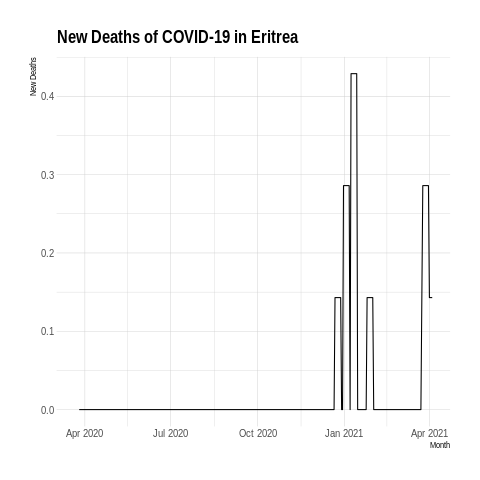 New Deaths of COVID-19 in Eritrea
New Deaths
0.4
0.3
0.2
0.1
0.0
Apr 2020 Jul 2020 Oct 2020 Jan 2021 Apr 2021
Month